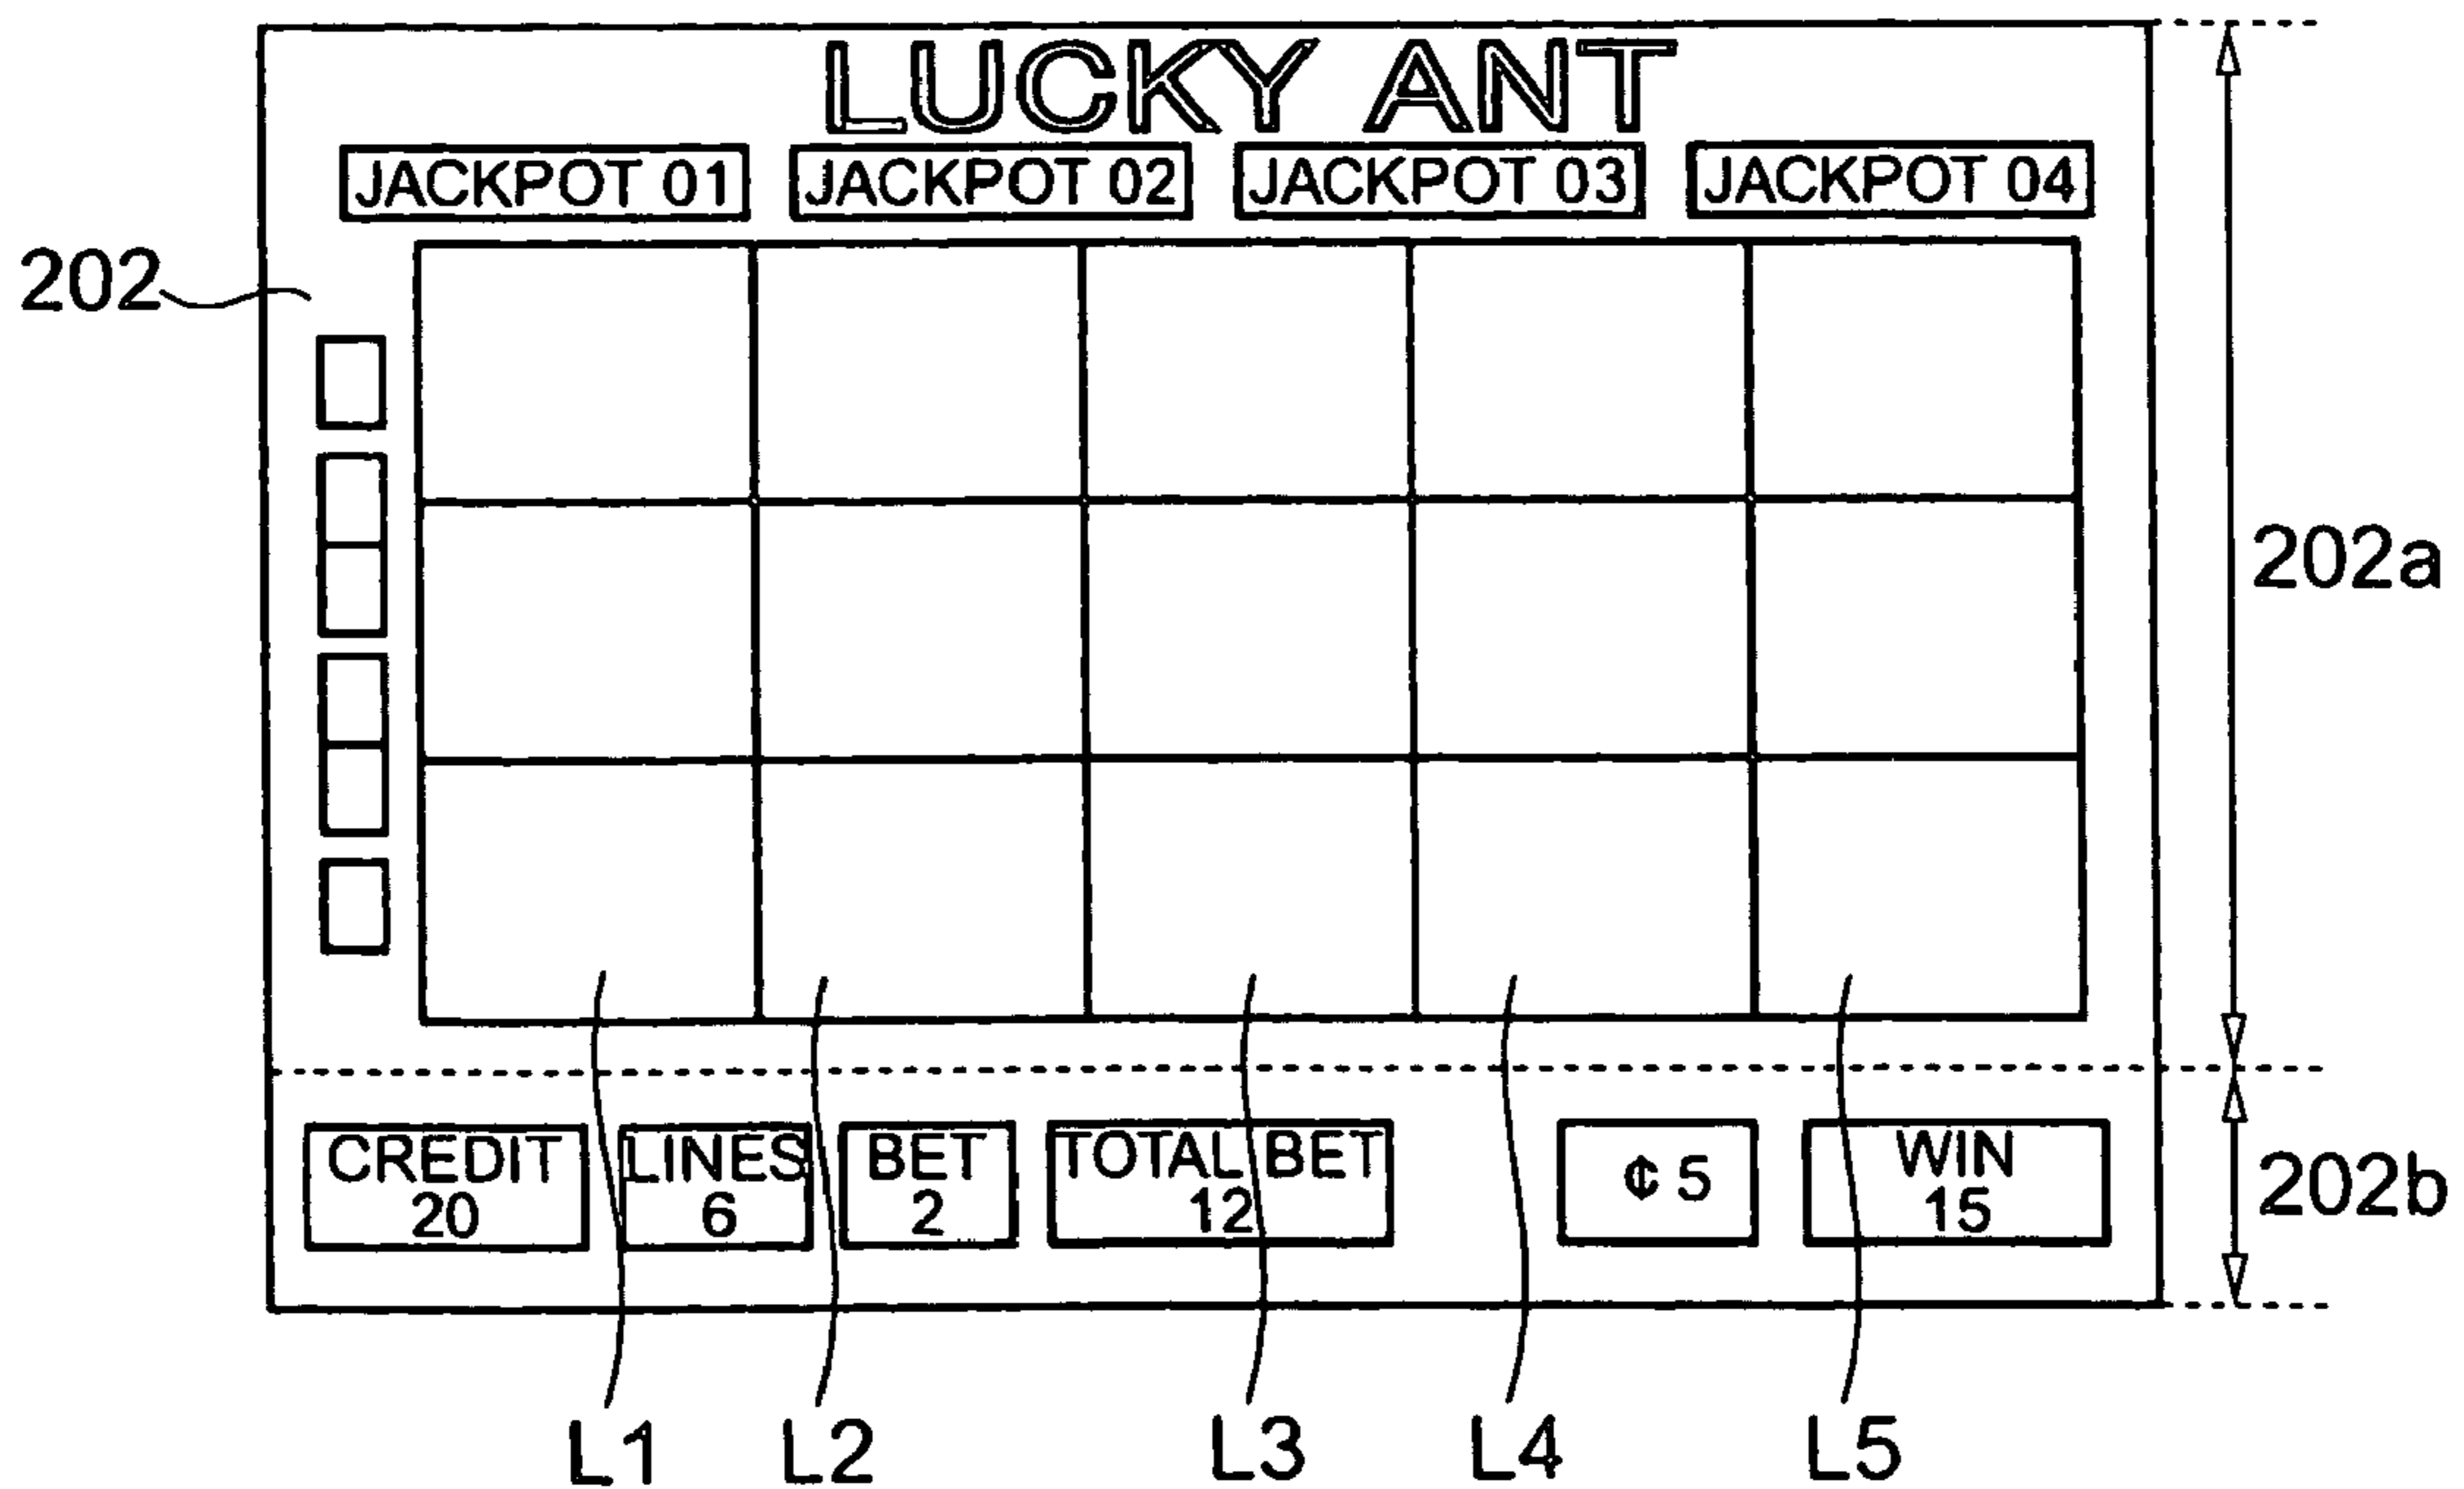 LUCKY ANT
JACKPOT 01 JACKPOT 02 JACKPOT 03 JACKPOT 04
202
202a
CREDIT LINES BET TOTAL BET ¢ 5 WIN
20 6 2 12 15
202b
L1 L2 L3 L4 L5